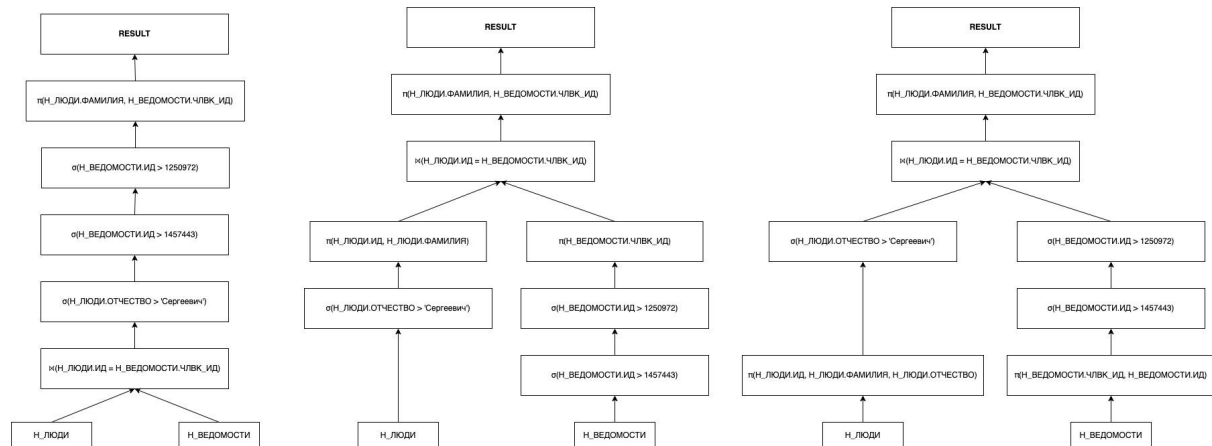 RESULT
π(Н_ЛЮДИ.ФАМИЛИЯ, Н_ВЕДОМОСТИ.ЧЛВК_ИД)
σ(Н_ВЕДОМОСТИ.ИД > 1250972)
σ(Н_ВЕДОМОСТИ.ИД > 1457443)
σ(Н_ЛЮДИ.ОТЧЕСТВО > 'Сергеевич')
⋈(Н_ЛЮДИ.ИД = Н_ВЕДОМОСТИ.ЧЛВК_ИД)
Н_ЛЮДИ
Н_ВЕДОМОСТИ
RESULT
π(Н_ЛЮДИ.ФАМИЛИЯ, Н_ВЕДОМОСТИ.ЧЛВК_ИД)
⋈(Н_ЛЮДИ.ИД = Н_ВЕДОМОСТИ.ЧЛВК_ИД)
π(Н_ЛЮДИ.ИД, Н_ЛЮДИ.ФАМИЛИЯ)
π(Н_ВЕДОМОСТИ.ЧЛВК_ИД)
σ(Н_ЛЮДИ.ОТЧЕСТВО > 'Сергеевич')
σ(Н_ВЕДОМОСТИ.ИД > 1250972)
σ(Н_ВЕДОМОСТИ.ИД > 1457443)
Н_ЛЮДИ
Н_ВЕДОМОСТИ
RESULT
π(Н_ЛЮДИ.ФАМИЛИЯ, Н_ВЕДОМОСТИ.ЧЛВК_ИД)
⋈(Н_ЛЮДИ.ИД = Н_ВЕДОМОСТИ.ЧЛВК_ИД)
σ(Н_ЛЮДИ.ОТЧЕСТВО > 'Сергеевич')
σ(Н_ВЕДОМОСТИ.ИД > 1250972)
σ(Н_ВЕДОМОСТИ.ИД > 1457443)
π(Н_ЛЮДИ.ИД, Н_ЛЮДИ.ФАМИЛИЯ, Н_ЛЮДИ.ОТЧЕСТВО)
π(Н_ВЕДОМОСТИ.ЧЛВК_ИД, Н_ВЕДОМОСТИ.ИД)
Н_ЛЮДИ
Н_ВЕДОМОСТИ